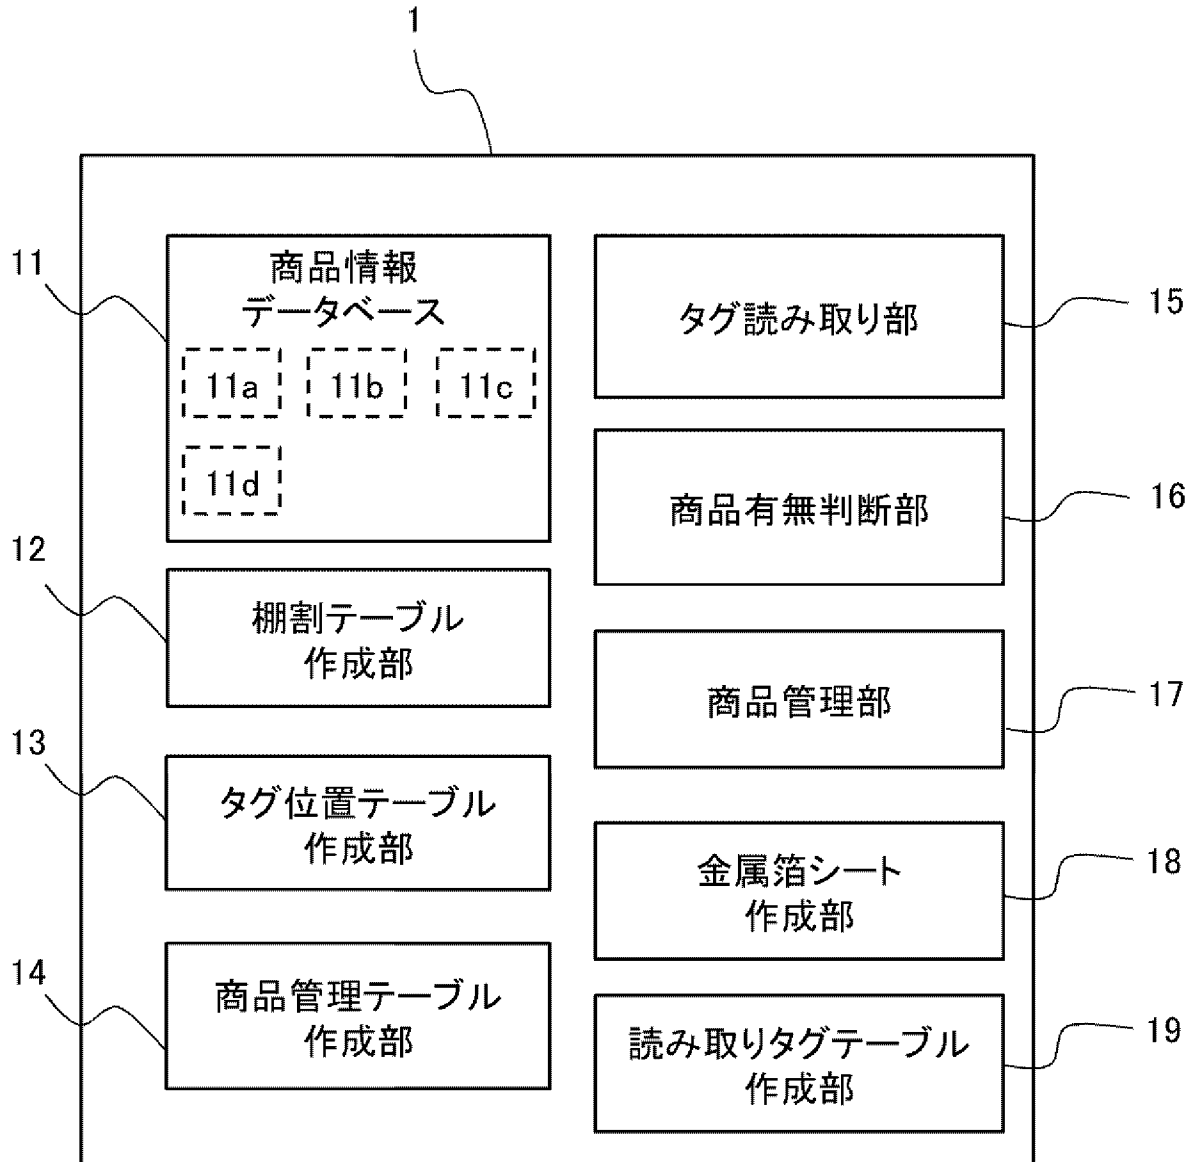 1
11
商品情報
データベース
11a 11b 11c
11d
12
棚割テーブル
作成部
13
タグ位置テーブル
作成部
14
商品管理テーブル
作成部
15
タグ読み取り部
16
商品有無判断部
17
商品管理部
18
金属箔シート
作成部
19
読み取りタグテーブル
作成部